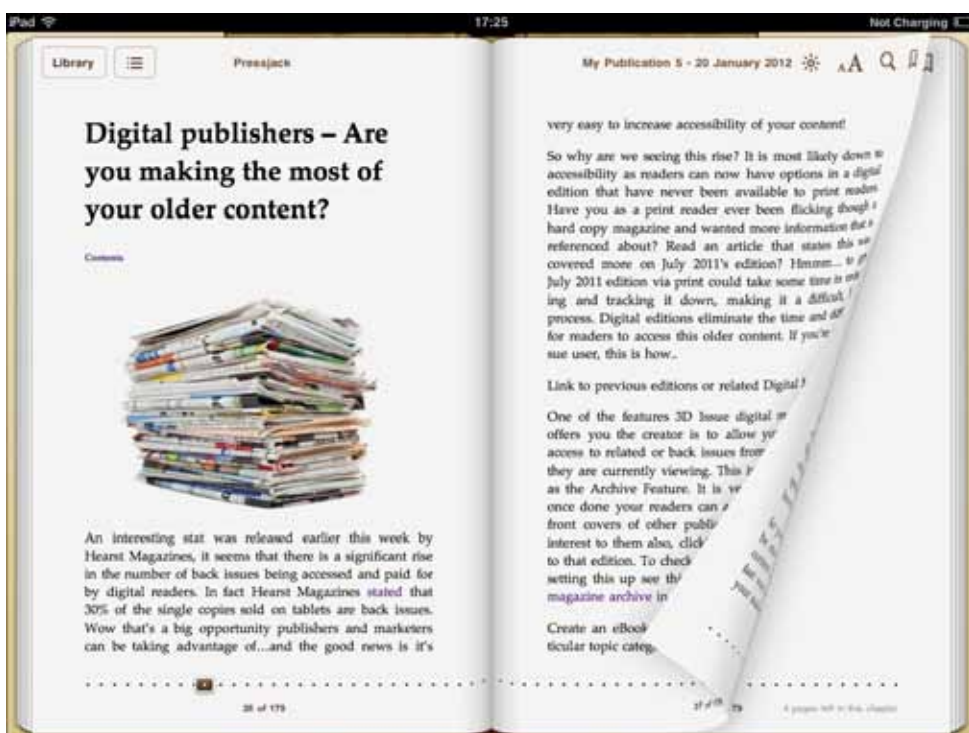 iPad 17:25 Not Charging
Library Pressjack
Digital publishers – Are
you making the most of
your older content?
Contents
An interesting stat was released earlier this week by
Hearst Magazines, it seems that there is a significant rise
in the number of back issues being accessed and paid for
by digital readers. In fact Hearst Magazines stated that
30% of the single copies sold on tablets are back issues.
Wow that's a big opportunity publishers and marketers
can be taking advantage of...and the good news is it's
My Publication 5 - 20 January 2012 AA
very easy to increase accessibility of your content!
So why are we seeing this rise? It is most likely down to
accessibility as readers can now have options in a digital
edition that have never been available to print readers.
Have you as a print reader ever been flicking though a
hard copy magazine and wanted more information that is
referenced about? Read an article that states this was
covered more on July 2011's edition? Hmmm... to
July 2011 edition via print could take some time in
ing and tracking it down, making it a difficult,
process. Digital editions eliminate the time and
for readers to access this older content. If you're
sue user, this is how..
Link to previous editions or related Digital
One of the features 3D Issue digital
offers you the creator is to allow
access to related or back issues from
they are currently viewing. This
as the Archive Feature. It is
once done your readers can
front covers of other
interest to them also,
to that edition. To check
setting this up see
magazine archive in
Create an eBook
ticular topic
38 of 179
4 pages left in this chapter